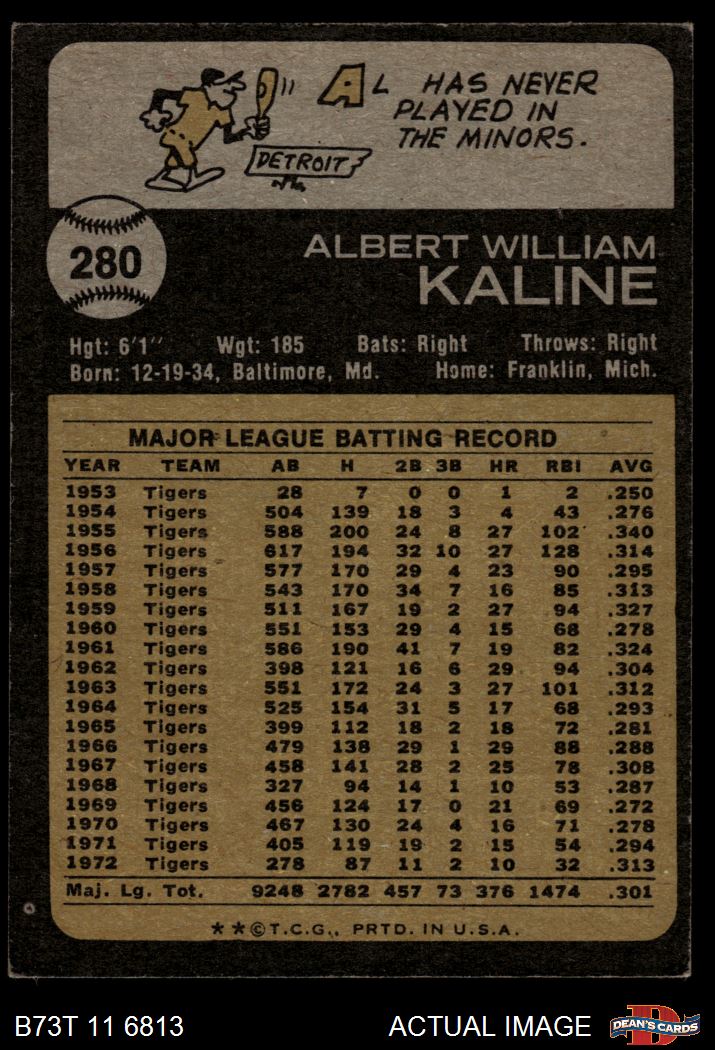 AL HAS NEVER
PLAYED IN
THE MINORS.
DETROIT
280
ALBERT WILLIAM
KALINE
Hgt: 6'1" Wgt: 185 Bats: Right Throws: Right
Born: 12-19-34, Baltimore, Md. Home: Franklin, Mich.
MAJOR LEAGUE BATTING RECORD
YEAR TEAM AB H 2B 3B HR RBI AVG
1953 Tigers 28 7 0 0 1 2 .250
1954 Tigers 504 139 18 3 4 43 .276
1955 Tigers 588 200 24 8 27 102 .340
1956 Tigers 617 194 32 10 27 128 .314
1957 Tigers 577 170 29 4 23 90 .295
1958 Tigers 543 170 34 7 16 85 .313
1959 Tigers 511 167 19 2 27 94 .327
1960 Tigers 551 153 29 4 15 68 .278
1961 Tigers 586 190 41 7 19 82 .324
1962 Tigers 398 121 16 6 29 94 .304
1963 Tigers 551 172 24 3 27 101 .312
1964 Tigers 525 154 31 5 17 68 .293
1965 Tigers 399 112 18 2 18 72 .281
1966 Tigers 479 138 29 1 29 88 .288
1967 Tigers 458 141 28 2 25 78 .308
1968 Tigers 327 94 14 1 10 53 .287
1969 Tigers 456 124 17 0 21 69 .272
1970 Tigers 467 130 24 4 16 71 .278
1971 Tigers 405 119 19 2 15 54 .294
1972 Tigers 278 87 11 2 10 32 .313
Maj. Lg. Tot. 9248 2782 457 73 376 1474 .301
**©T.C.G., PRTD. IN U.S.A.
B73T 11 6813 ACTUAL IMAGE D DEAN'S CARDS